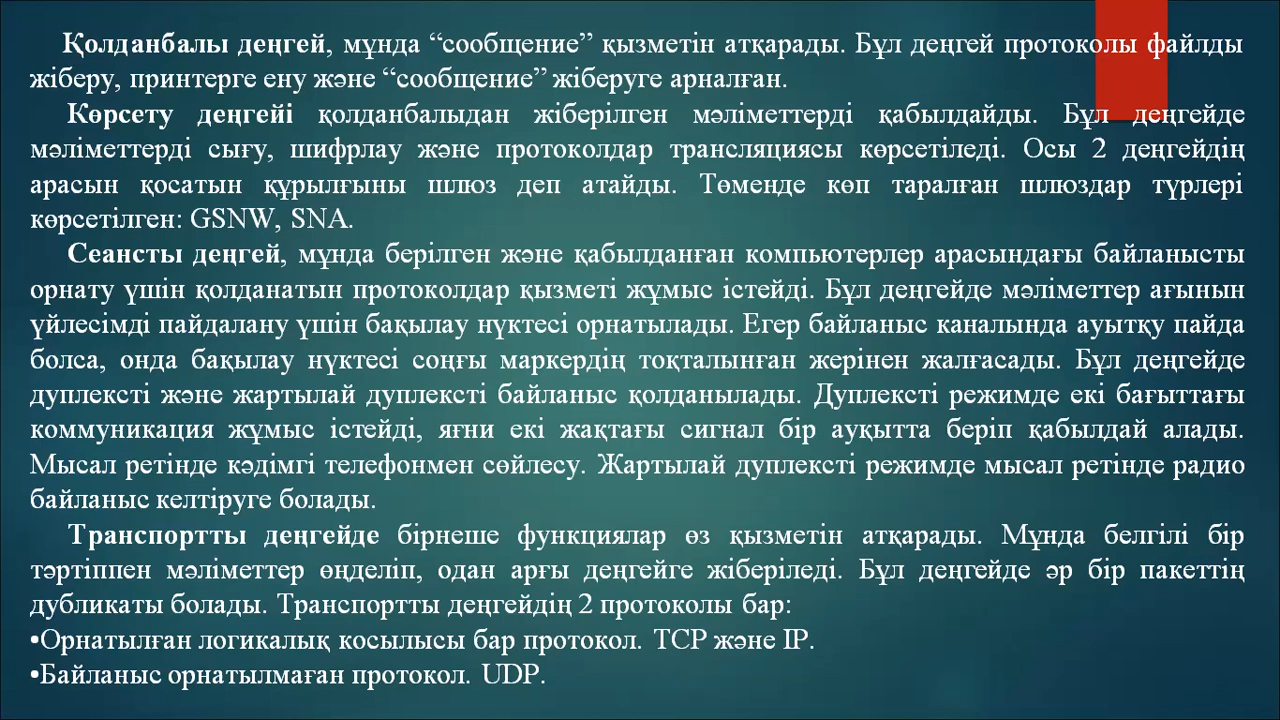 Қолданбалы деңгей, мұнда “сообщение” қызметін атқарады. Бұл деңгей протоколы файлды
жіберу, принтерге ену және “сообщение” жіберуге арналған.
Көрсету деңгейі қолданбалыдан жіберілген мәліметтерді қабылдайды. Бұл деңгейде
мәліметтерді сығу, шифрлау және протоколдар трансляциясы көрсетіледі. Осы 2 деңгейдің
арасын қосатын құрылғыны шлюз деп атайды. Төменде көп таралған шлюздар түрлері
көрсетілген: GSNW, SNA.
Сеансты деңгей, мұнда берілген және қабылданған компьютерлер арасындағы байланысты
орнату үшін қолданатын протоколдар қызметі жұмыс істейді. Бұл деңгейде мәліметтер ағынын
үйлесімді пайдалану үшін бақылау нүктесі орнатылады. Егер байланыс каналында ауытқу пайда
болса, онда бақылау нүктесі соңғы маркердің тоқталынған жерінен жалғасады. Бұл деңгейде
дуплексті және жартылай дуплексті байланыс қолданылады. Дуплексті режимде екі бағыттағы
коммуникация жұмыс істейді, яғни екі жақтағы сигнал бір ауқытта беріп қабылдай алады.
Мысал ретінде кәдімгі телефонмен сөйлесу. Жартылай дуплексті режимде мысал ретінде радио
байланыс келтіруге болады.
Транспортты деңгейде бірнеше функциялар өз қызметін атқарады. Мұнда белгілі бір
тәртіппен мәліметтер өңделіп, одан арғы деңгейге жіберіледі. Бұл деңгейде әр бір пакеттің
дубликаты болады. Транспортты деңгейдің 2 протоколы бар:
•Орнатылған логикалық косылысы бар протокол. TCP және IP.
•Байланыс орнатылмаған протокол. UDP.